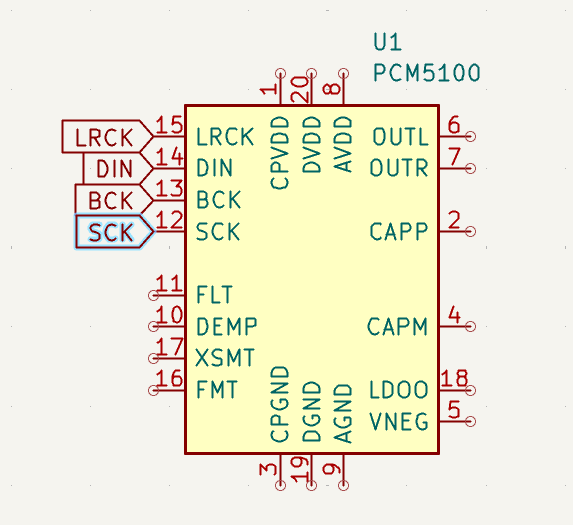 U1
PCM5100
1 20 8
CPVDD DVDD AVDD
LRCK 15 LRCK OUTL 6
DIN 14 DIN OUTR 7
BCK 13 BCK
SCK 12 SCK CAPP 2
11 FLT
10 DEMP CAPM 4
17 XSMT
16 FMT LDOO 18
VNEG 5
CPGND DGND AGND
3 19 9